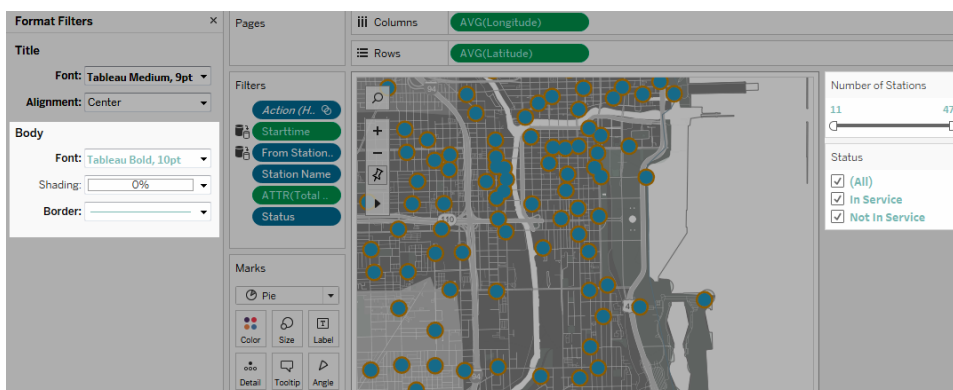 Format Filters ×
Title
Font: Tableau Medium, 9pt
Alignment: Center
Body
Font: Tableau Bold, 10pt
Shading: 0%
Border:
Pages
Filters
Action (H..
Starttime
From Station..
Station Name
ATTR(Total ..
Status
Marks
Pie
Color
Size
Label
Detail
Tooltip
Angle
iii Columns
AVG(Longitude)
Rows
AVG(Latitude)
Number of Stations
11
47
Status
(All)
In Service
Not In Service